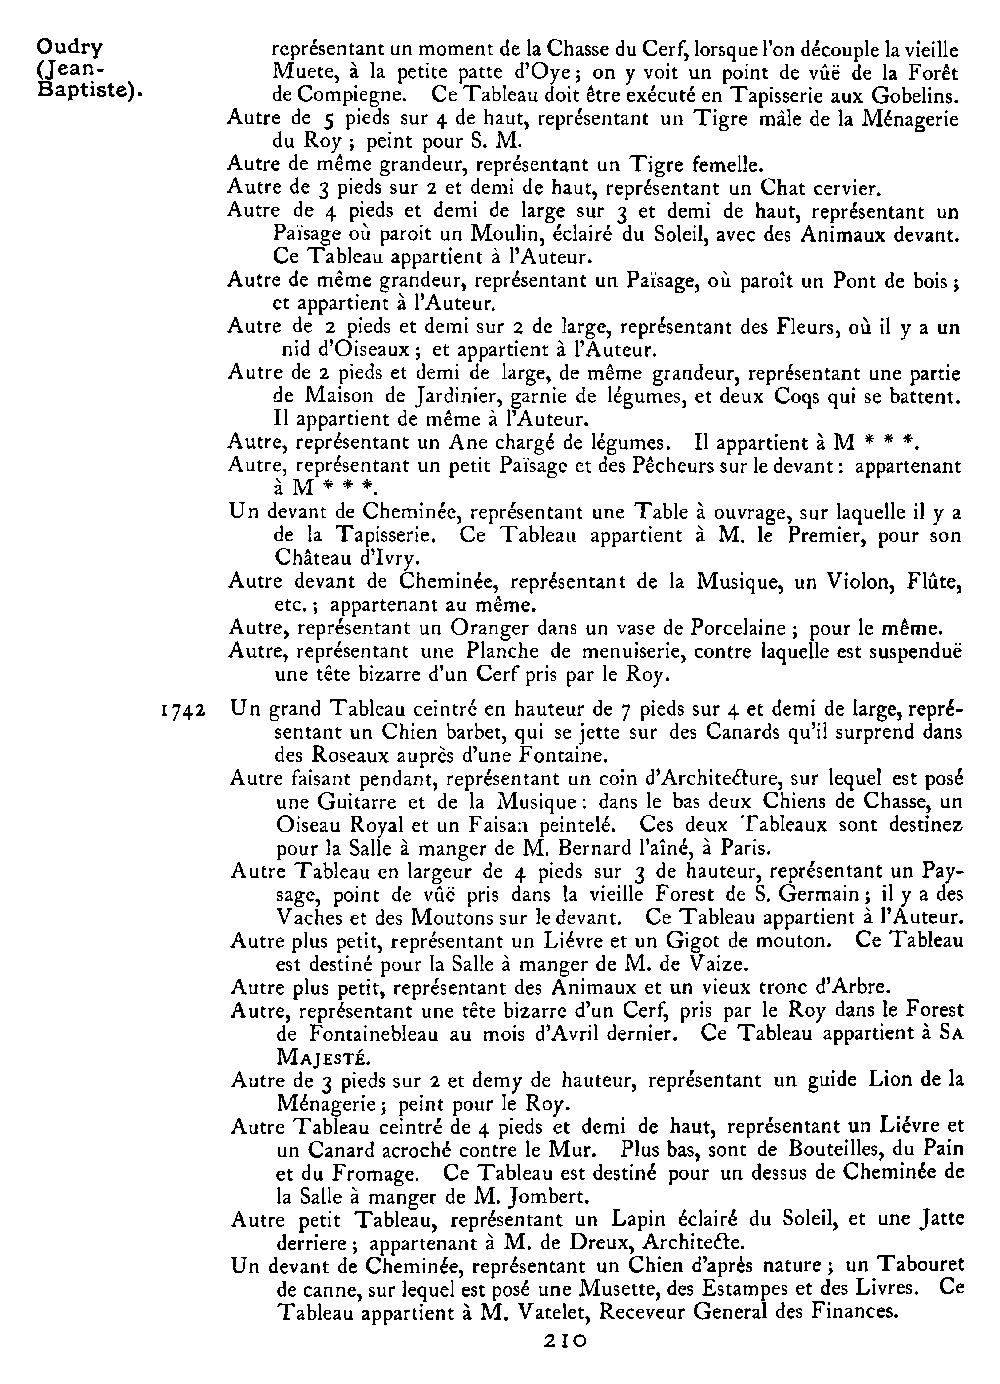 Oudry
(Jean-
Baptiste).
représentant un moment de la Chasse du Cerf, lorsque l'on découple la vieille
Muete, à la petite patte d'Oye; on y voit un point de vûë de la Forêt
de Compiegne. Ce Tableau doit être exécuté en Tapisserie aux Gobelins.
Autre de 5 pieds sur 4 de haut, représentant un Tigre mâle de la Ménagerie
du Roy; peint pour S. M.
Autre de même grandeur, représentant un Tigre femelle.
Autre de 3 pieds sur 2 et demi de haut, représentant un Chat cervier.
Autre de 4 pieds et demi de large sur 3 et demi de haut, représentant un
Païsage où paroit un Moulin, éclairé du Soleil, avec des Animaux devant.
Ce Tableau appartient à l'Auteur.
Autre de même grandeur, représentant un Païsage, où paroît un Pont de bois;
et appartient à l'Auteur.
Autre de 2 pieds et demi sur 2 de large, représentant des Fleurs, où il y a un
nid d'Oiseaux; et appartient à l'Auteur.
Autre de 2 pieds et demi de large, de même grandeur, représentant une partie
de Maison de Jardinier, garnie de légumes, et deux Coqs qui se battent.
Il appartient de même à l'Auteur.
Autre, représentant un Ane chargé de légumes. Il appartient à M * * *.
Autre, représentant un petit Païsage et des Pêcheurs sur le devant: appartenant
à M * * *.
Un devant de Cheminée, représentant une Table à ouvrage, sur laquelle il y a
de la Tapisserie. Ce Tableau appartient à M. le Premier, pour son
Château d'Ivry.
Autre devant de Cheminée, représentant de la Musique, un Violon, Flûte,
etc.; appartenant au même.
Autre, représentant un Oranger dans un vase de Porcelaine; pour le même.
Autre, représentant une Planche de menuiserie, contre laquelle est suspenduë
une tête bizarre d'un Cerf pris par le Roy.
1742 Un grand Tableau ceintré en hauteur de 7 pieds sur 4 et demi de large, repré-
sentant un Chien barbet, qui se jette sur des Canards qu'il surprend dans
des Roseaux auprès d'une Fontaine.
Autre faisant pendant, représentant un coin d'Architecture, sur lequel est posé
une Guitarre et de la Musique: dans le bas deux Chiens de Chasse, un
Oiseau Royal et un Faisan peintelé. Ces deux Tableaux sont destinez
pour la Salle à manger de M. Bernard l'aîné, à Paris.
Autre Tableau en largeur de 4 pieds sur 3 de hauteur, représentant un Pay-
sage, point de vûë pris dans la vieille Forest de S. Germain; il y a des
Vaches et des Moutons sur le devant. Ce Tableau appartient à l'Auteur.
Autre plus petit, représentant un Liévre et un Gigot de mouton. Ce Tableau
est destiné pour la Salle à manger de M. de Vaize.
Autre plus petit, représentant des Animaux et un vieux tronc d'Arbre.
Autre, représentant une tête bizarre d'un Cerf, pris par le Roy dans le Forest
de Fontainebleau au mois d'Avril dernier. Ce Tableau appartient à SA
MAJESTÉ.
Autre de 3 pieds sur 2 et demy de hauteur, représentant un guide Lion de la
Ménagerie; peint pour le Roy.
Autre Tableau ceintré de 4 pieds et demi de haut, représentant un Liévre et
un Canard acroché contre le Mur. Plus bas, sont de Bouteilles, du Pain
et du Fromage. Ce Tableau est destiné pour un dessus de Cheminée de
la Salle à manger de M. Jombert.
Autre petit Tableau, représentant un Lapin éclairé du Soleil, et une Jatte
derriere; appartenant à M. de Dreux, Architecte.
Un devant de Cheminée, représentant un Chien d'après nature; un Tabouret
de canne, sur lequel est posé une Musette, des Estampes et des Livres. Ce
Tableau appartient à M. Vatelet, Receveur General des Finances.
210